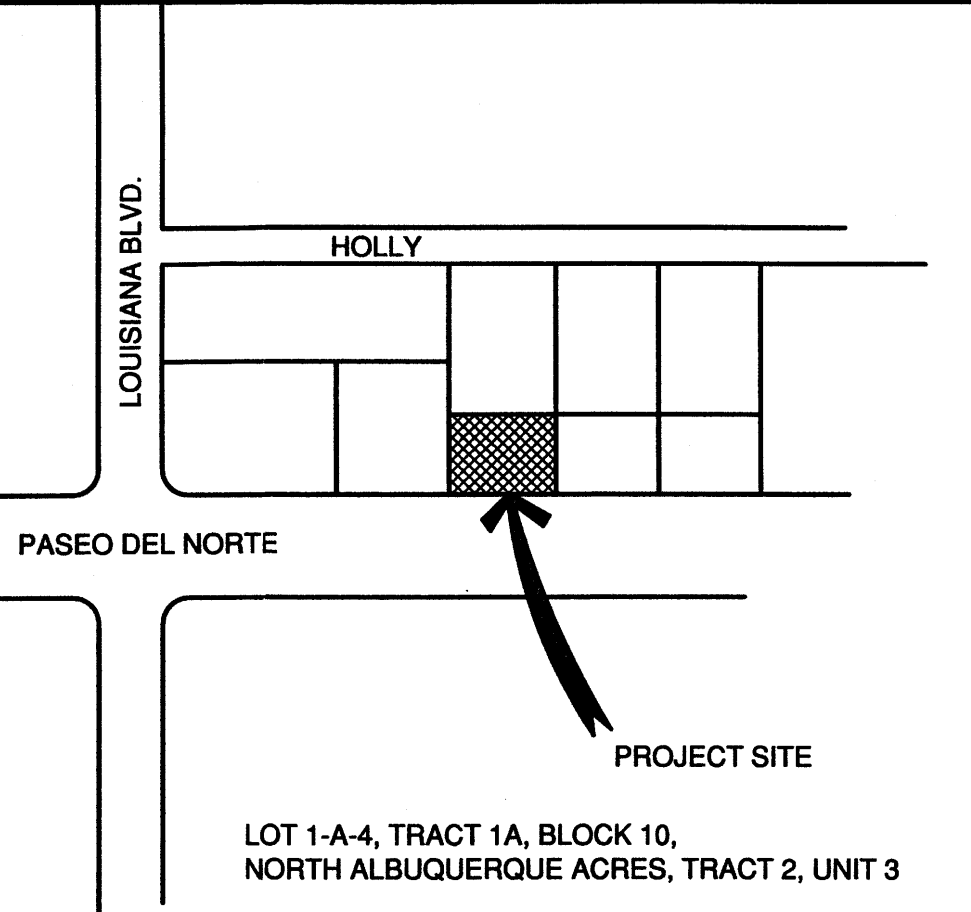 LOUISIANA BLVD.
HOLLY
PASEO DEL NORTE
PROJECT SITE
LOT 1-A-4, TRACT 1A, BLOCK 10,
NORTH ALBUQUERQUE ACRES, TRACT 2, UNIT 3